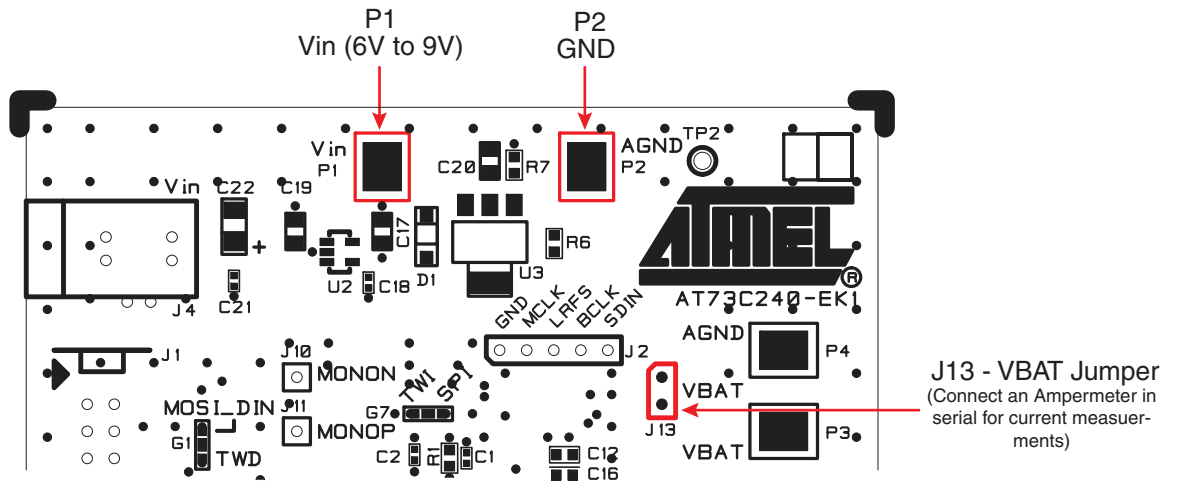 P1
Vin (6V to 9V)
P2
GND
Vin
P1
C20
R7
AGND
P2
TP2
Vin
C22
C19
C17
D1
U3
R6
ATMEL
®
AT73C240-EK1
+
U2
C18
C21
J4
GND
MCLK
LRFS
BCLK
SDIN
J2
AGND
P4
J1
J10
MONON
TWI
SPI
VBAT
J13 - VBAT Jumper
(Connect an Ampermeter in
serial for current measuer-
ments)
MOSI_DIN
J11
G7
MONOP
J13
P3
VBAT
G1
TWD
C2
R1
C1
C12
C16